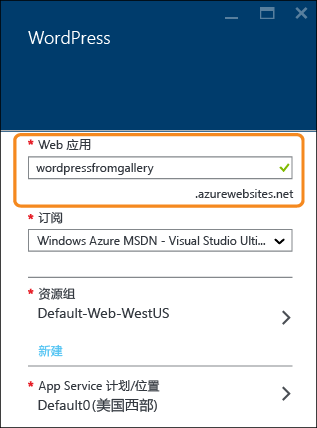 WordPress
* Web 应用
wordpressfromgallery
.azurewebsites.net
* 订阅
Windows Azure MSDN - Visual Studio Ulti...
* 资源组
Default-Web-WestUS
新建
* App Service 计划/位置
Default0(美国西部)